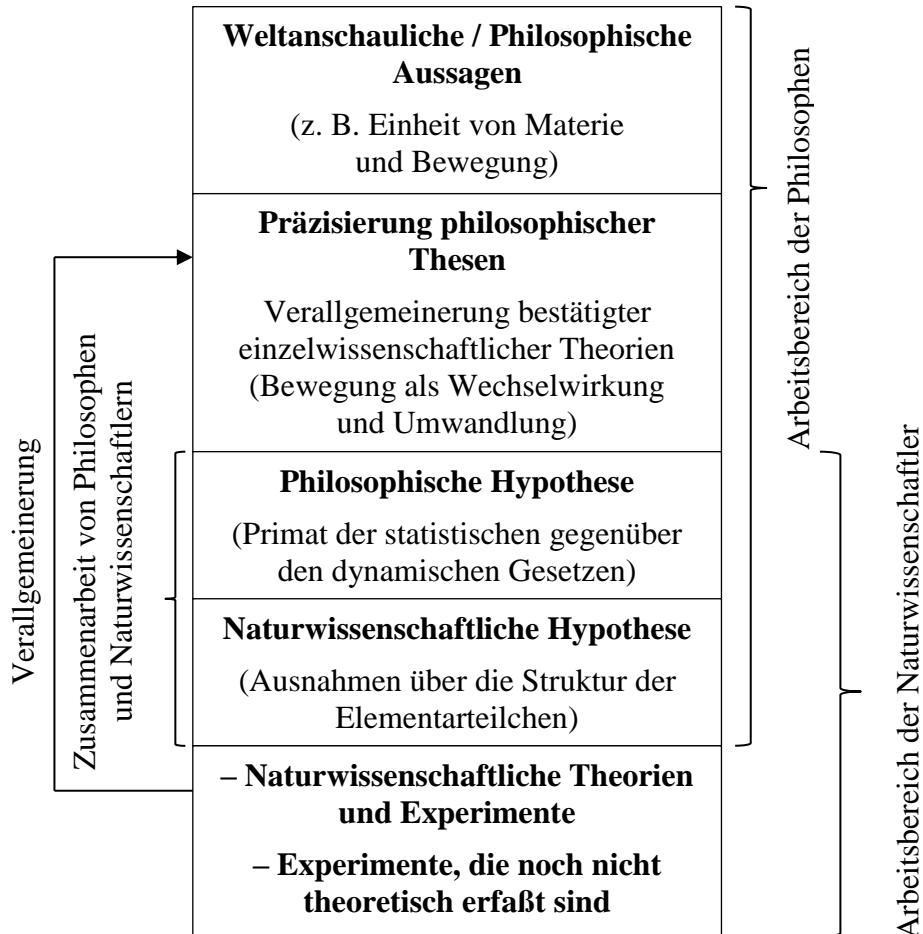 Weltanschauliche / Philosophische
Aussagen
(z. B. Einheit von Materie
und Bewegung)
Präzisierung philosophischer
Thesen
Verallgemeinerung bestätigter
einzelwissenschaftlicher Theorien
(Bewegung als Wechselwirkung
und Umwandlung)
Philosophische Hypothese
(Primat der statistischen gegenüber
den dynamischen Gesetzen)
Naturwissenschaftliche Hypothese
(Ausnahmen über die Struktur der
Elementarteilchen)
– Naturwissenschaftliche Theorien
und Experimente
– Experimente, die noch nicht
theoretisch erfaßt sind
Verallgemeinerung
Zusammenarbeit von Philosophen
und Naturwissenschaftlern
Arbeitsbereich der Philosophen
Arbeitsbereich der Naturwissenschaftler